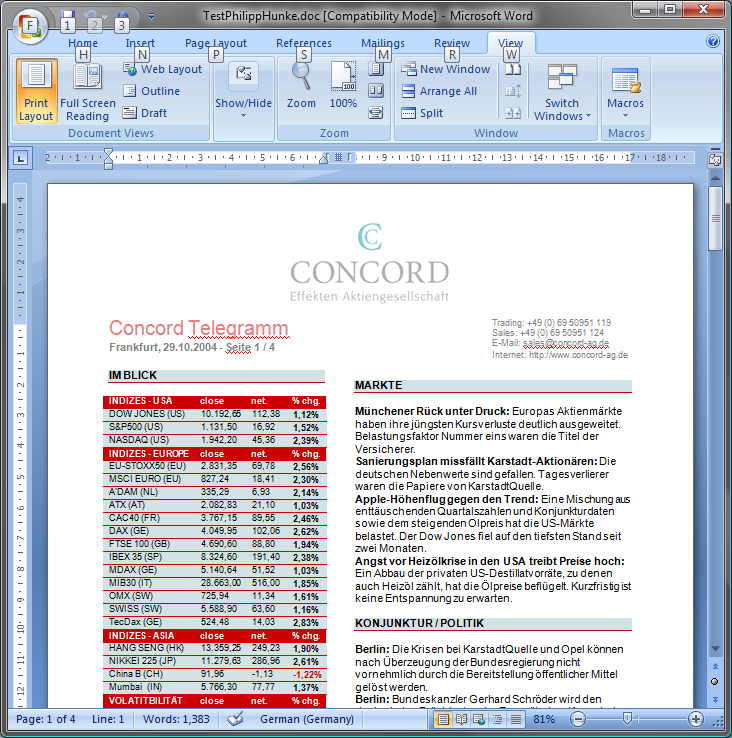 TestPhilippHunke.doc [Compatibility Mode] - Microsoft Word
F 1 2 3
Home Insert Page Layout References Mailings Review View
H N P S M R W
Print Layout
Full Screen Reading
Web Layout
Outline
Draft
Document Views
Show/Hide
Zoom
100%
Zoom
New Window
Arrange All
Split
Switch Windows
Window
Macros
Macros
2 1 1 2 3 4 5 6 7 9 10 11 12 13 14 15 16 17 18
C
CONCORD
Effekten Aktiengesellschaft
Concord Telegramm
Frankfurt, 29.10.2004 - Seite 1 / 4
Trading: +49 (0) 69 50951 119
Sales: +49 (0) 69 50951 124
E-Mail: sales@concord-ag.de
Internet: http://www.concord-ag.de
IM BLICK
INDIZES - USA close net. % chg.
DOW JONES (US) 10.192,65 112,38 1,12%
S&P500 (US) 1.131,50 16,92 1,52%
NASDAQ (US) 1.942,20 45,36 2,39%
INDIZES - EUROPE close net. % chg.
EU-STOXX50 (EU) 2.831,35 69,78 2,56%
MSCI EURO (EU) 827,24 18,41 2,30%
A'DAM (NL) 335,29 6,93 2,14%
ATX (AT) 2.082,83 21,10 1,03%
CAC40 (FR) 3.767,15 89,55 2,46%
DAX (GE) 4.049,95 102,06 2,62%
FTSE 100 (GB) 4.690,60 88,80 1,94%
IBEX 35 (SP) 8.324,60 191,40 2,38%
MDAX (GE) 5.140,64 51,52 1,03%
MIB30 (IT) 28.663,00 516,00 1,85%
OMX (SW) 725,94 11,34 1,61%
SWISS (SW) 5.588,90 63,60 1,16%
TecDax (GE) 524,48 14,03 2,83%
INDIZES - ASIA close net. % chg.
HANG SENG (HK) 13.359,25 249,23 1,90%
NIKKEI 225 (JP) 11.279,63 286,96 2,61%
China B (CH) 91,96 -1,13 -1,22%
Mumbai (IN) 5.766,30 77,77 1,37%
VOLATITBILITÄT close net. % chg.
MARKTE
Münchener Rück unter Druck: Europas Aktienmärkte
haben ihre jüngsten Kursverluste deutlich ausgeweitet.
Belastungsfaktor Nummer eins waren die Titel der
Versicherer.
Sanierungsplan missfällt Karstadt-Aktionären: Die
deutschen Nebenwerte sind gefallen. Tagesverlierer
waren die Papiere von KarstadtQuelle.
Apple-Höhenflug gegen den Trend: Eine Mischung aus
enttäuschenden Quartalszahlen und Konjunkturdaten
sowie dem steigenden Olpreis hat die US-Märkte
belastet. Der Dow Jones fiel auf den tiefsten Stand seit
zwei Monaten.
Angst vor Heizölkrise in den USA treibt Preise hoch:
Ein Abbau der privaten US-Destillatvorräte, zu denen
auch Heizöl zählt, hat die Ölpreise beflügelt. Kurzfristig ist
keine Entspannung zu erwarten.
KONJUNKTUR / POLITIK
Berlin: Die Krisen bei KarstadtQuelle und Opel können
nach Überzeugung der Bundesregierung nicht
vornehmlich durch die Bereitstellung öffentlicher Mittel
gelöst werden.
Berlin: Bundeskanzler Gerhard Schröder wird den
Page: 1 of 4 Line: 1 Words: 1,383 German (Germany) 81%